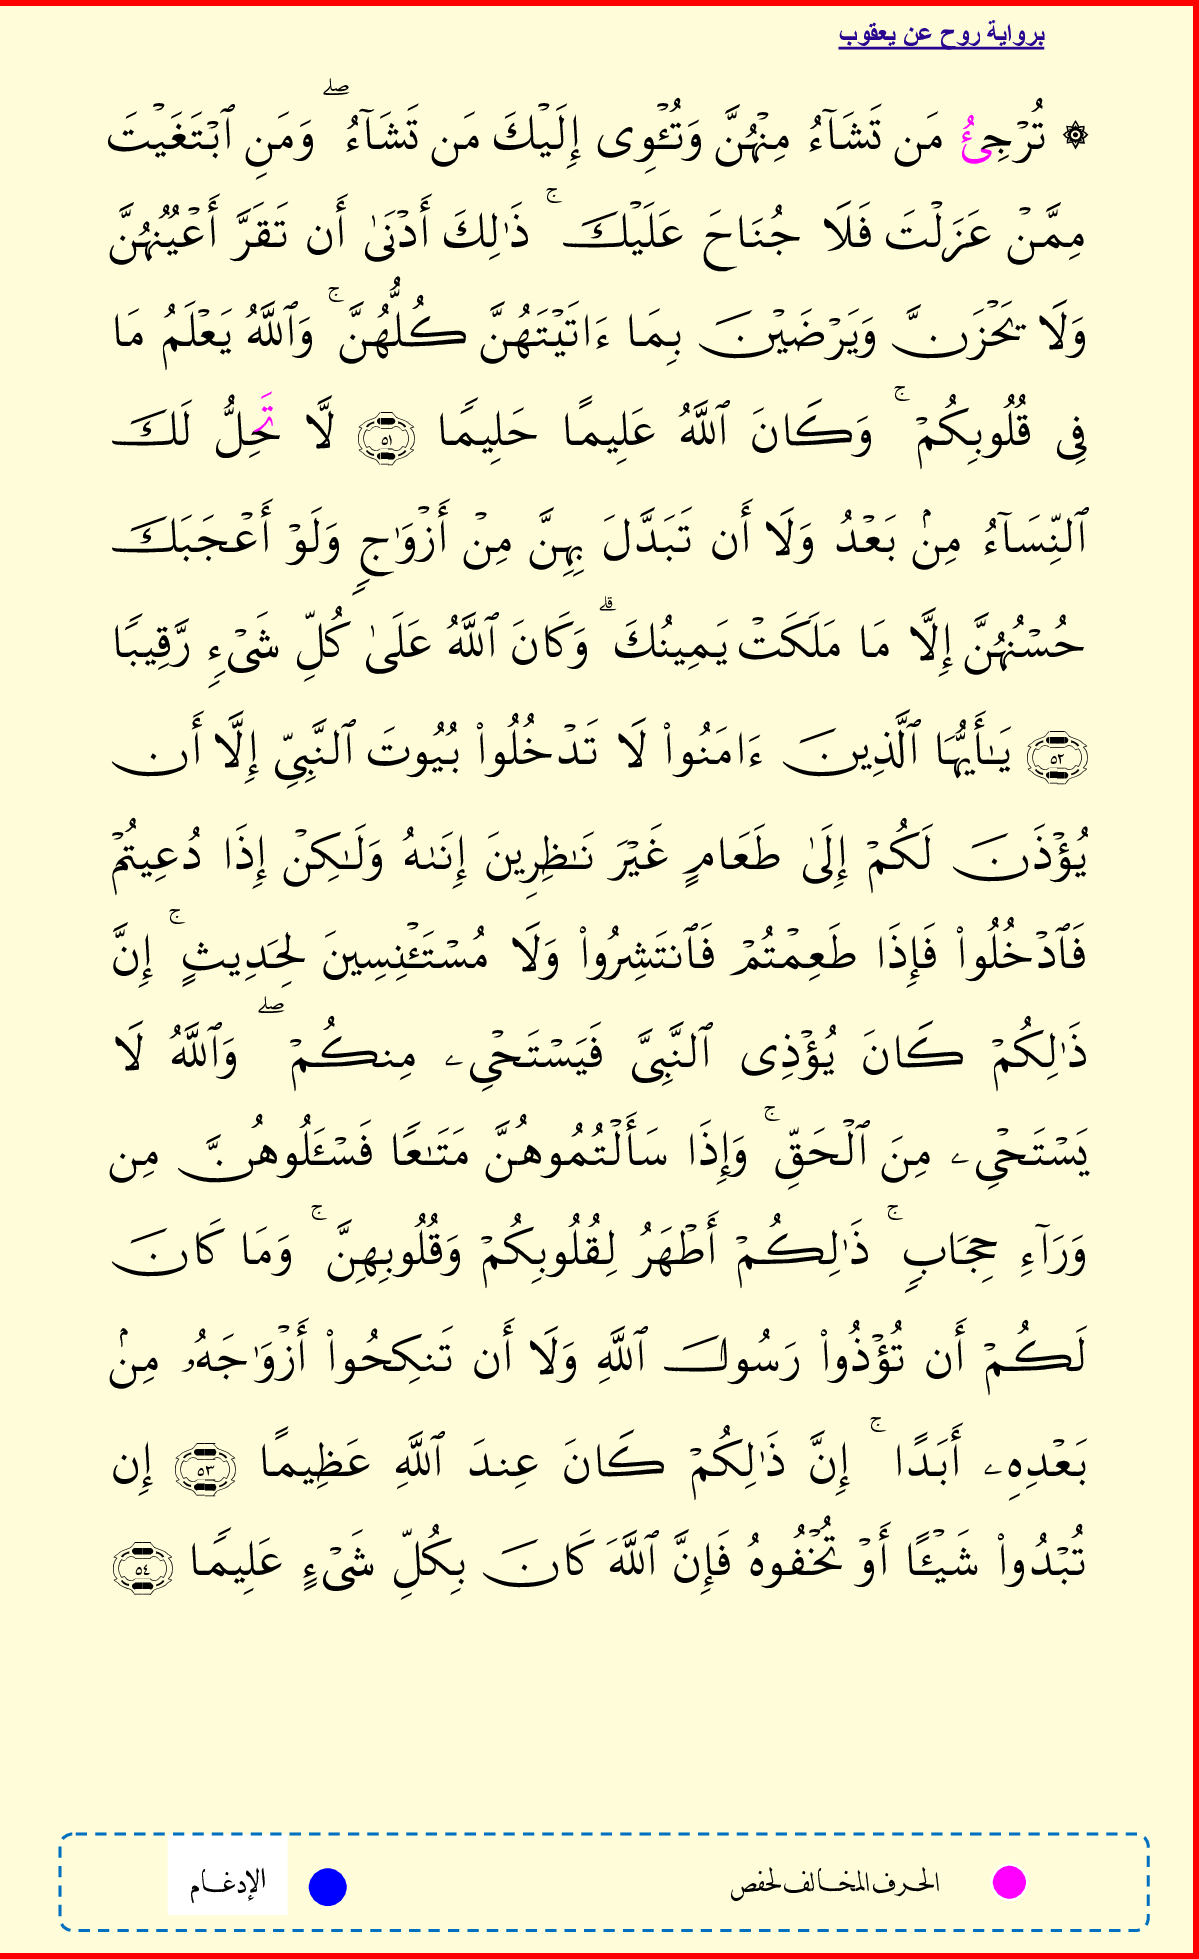 برواية روح عن يعقوب
۞ تُرْجِئُ مَن تَشَآءُ مِنْهُنَّ وَتُـْٔوِى إِلَيْكَ مَن تَشَآءُ ۖ وَمَنِ ٱبْتَغَيْتَ
مِمَّنْ عَزَلْتَ فَلَا جُنَاحَ عَلَيْكَ ۚ ذَٰلِكَ أَدْنَىٰ أَن تَقَرَّ أَعْيُنُهُنَّ
وَلَا تَحْزَنَّ وَيَرْضَيْنَ بِمَا ءَاتَيْتَهُنَّ كُلُّهُنَّ ۚ وَٱللَّهُ يَعْلَمُ مَا
فِى قُلُوبِكُمْ ۚ وَكَانَ ٱللَّهُ عَلِيمًا حَلِيمًا ٥١ لَّا تَحِلُّ لَكَ
ٱلنِّسَآءُ مِنۢ بَعْدُ وَلَا أَن تَبَدَّلَ بِهِنَّ مِنْ أَزْوَٰجٍ وَلَوْ أَعْجَبَكَ
حُسْنُهُنَّ إِلَّا مَا مَلَكَتْ يَمِينُكَ ۗ وَكَانَ ٱللَّهُ عَلَىٰ كُلِّ شَىْءٍ رَّقِيبًا
٥٢ يَـٰأَيُّهَا ٱلَّذِينَ ءَامَنُوا۟ لَا تَدْخُلُوا۟ بُيُوتَ ٱلنَّبِىِّ إِلَّا أَن
يُؤْذَنَ لَكُمْ إِلَىٰ طَعَامٍ غَيْرَ نَـٰظِرِينَ إِنَىٰهُ وَلَـٰكِنْ إِذَا دُعِيتُمْ
فَٱدْخُلُوا۟ فَإِذَا طَعِمْتُمْ فَٱنتَشِرُوا۟ وَلَا مُسْتَـْٔنِسِينَ لِحَدِيثٍ ۚ إِنَّ
ذَٰلِكُمْ كَانَ يُؤْذِى ٱلنَّبِىَّ فَيَسْتَحْىِۦ مِنكُمْ ۖ وَٱللَّهُ لَا
يَسْتَحْىِۦ مِنَ ٱلْحَقِّ ۚ وَإِذَا سَأَلْتُمُوهُنَّ مَتَـٰعًا فَسْـَٔلُوهُنَّ مِن
وَرَآءِ حِجَابٍ ۚ ذَٰلِكُمْ أَطْهَرُ لِقُلُوبِكُمْ وَقُلُوبِهِنَّ ۚ وَمَا كَانَ
لَكُمْ أَن تُؤْذُوا۟ رَسُولَ ٱللَّهِ وَلَا أَن تَنكِحُوا۟ أَزْوَٰجَهُۥ مِنۢ
بَعْدِهِۦ أَبَدًا ۚ إِنَّ ذَٰلِكُمْ كَانَ عِندَ ٱللَّهِ عَظِيمًا ٥٣ إِن
تُبْدُوا۟ شَيْـًٔا أَوْ تُخْفُوهُ فَإِنَّ ٱللَّهَ كَانَ بِكُلِّ شَىْءٍ عَلِيمًا ٥٤
الحرف المخالف لحفص
الإدغام